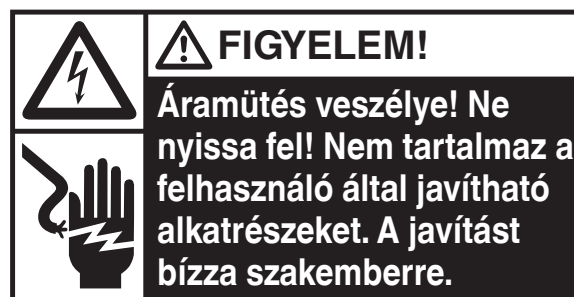 FIGYELEM!
Áramütés veszélye! Ne
nyissa fel! Nem tartalmaz a
felhasználó által javítható
alkatrészeket. A javítást
bízza szakemberre.